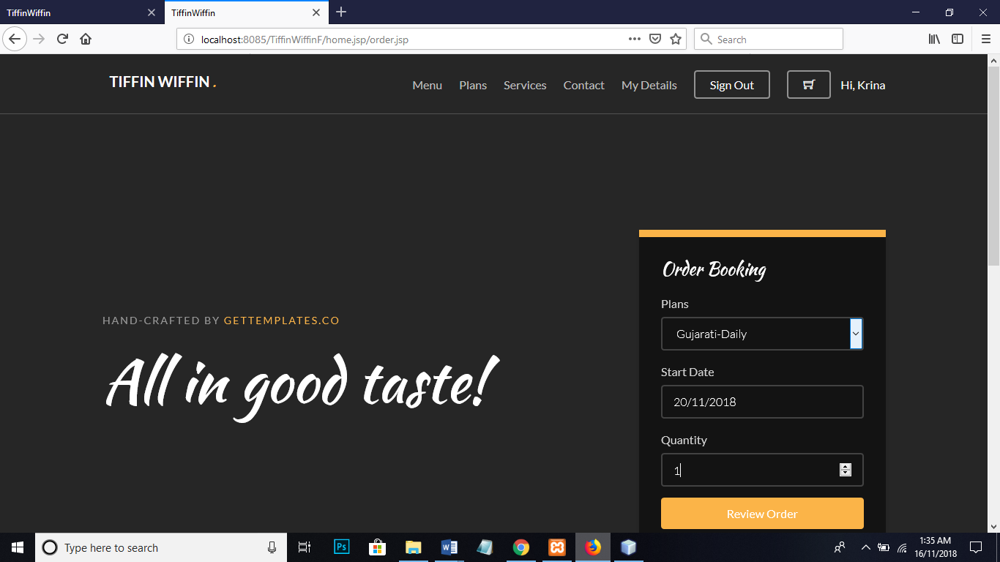 TiffinWiffin
TiffinWiffin
localhost:8085/TiffinWiffinF/home.jsp/order.jsp
Search
TIFFIN WIFFIN .
Menu Plans Services Contact My Details Sign Out Hi, Krina
Order Booking
Plans
Gujarati-Daily
Start Date
20/11/2018
Quantity
1
Review Order
HAND-CRAFTED BY GETTEMPLATES.CO
All in good taste!
Type here to search
Ps
W
1:35 AM
16/11/2018